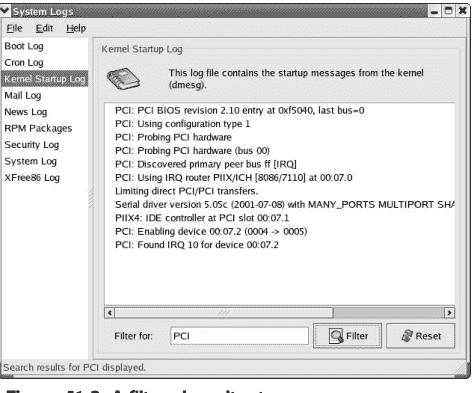 System Logs
File Edit Help
Boot Log
Cron Log
Kernel Startup Log
Mail Log
News Log
RPM Packages
Security Log
System Log
XFree86 Log
Kernel Startup Log
This log file contains the startup messages from the kernel
(dmesg).
PCI: PCI BIOS revision 2.10 entry at 0xf5040, last bus=0
PCI: Using configuration type 1
PCI: Probing PCI hardware
PCI: Probing PCI hardware (bus 00)
PCI: Discovered primary peer bus ff [IRQ]
PCI: Using IRQ router PIIX/ICH [8086/7110] at 00:07.0
Limiting direct PCI/PCI transfers.
Serial driver version 5.05c (2001-07-08) with MANY_PORTS MULTIPORT SHA
PIIX4: IDE controller at PCI slot 00:07.1
PCI: Enabling device 00:07.2 (0004 -> 0005)
PCI: Found IRQ 10 for device 00:07.2
Filter for: PCI Filter Reset
Search results for PCI displayed.